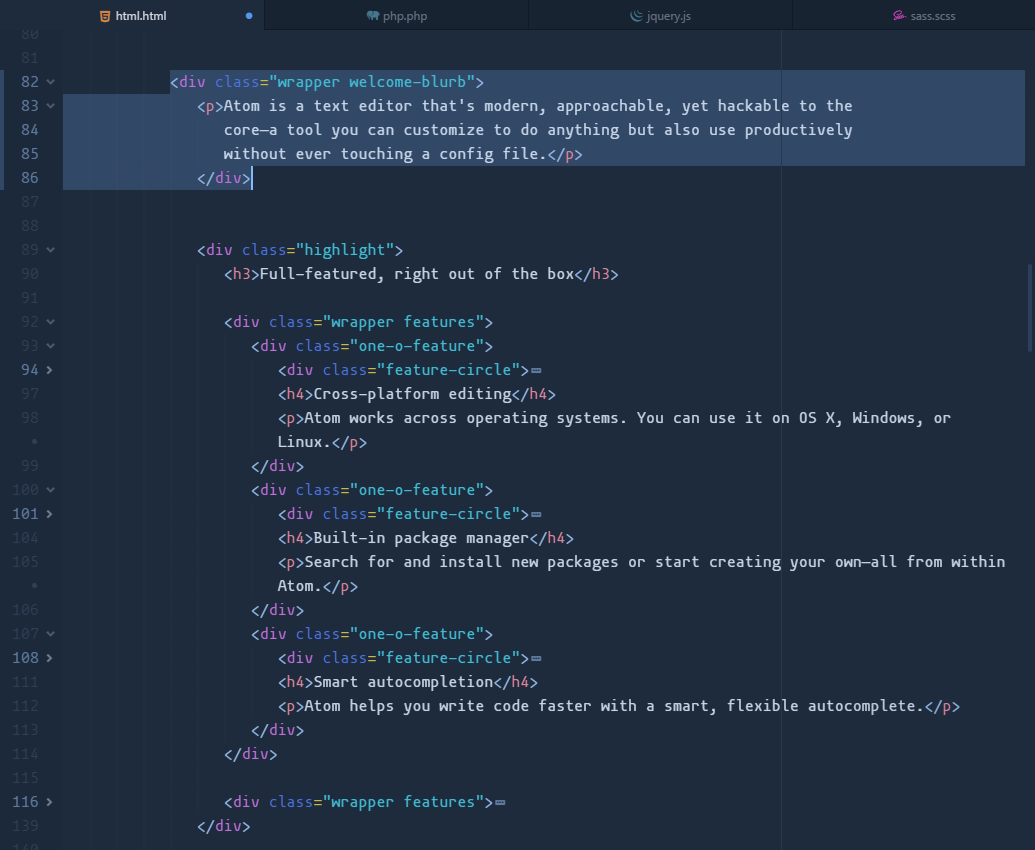 html.html php.php jquery.js sass.scss
80
81
82 <div class="wrapper welcome-blurb">
83 <p>Atom is a text editor that's modern, approachable, yet hackable to the
84 core—a tool you can customize to do anything but also use productively
85 without ever touching a config file.</p>
86 </div>
87
88
89 <div class="highlight">
90 <h3>Full-featured, right out of the box</h3>
91
92 <div class="wrapper features">
93 <div class="one-o-feature">
94 <div class="feature-circle">
97 <h4>Cross-platform editing</h4>
98 <p>Atom works across operating systems. You can use it on OS X, Windows, or
• Linux.</p>
99 </div>
100 <div class="one-o-feature">
101 <div class="feature-circle">
104 <h4>Built-in package manager</h4>
105 <p>Search for and install new packages or start creating your own—all from within
• Atom.</p>
106 </div>
107 <div class="one-o-feature">
108 <div class="feature-circle">
111 <h4>Smart autocompletion</h4>
112 <p>Atom helps you write code faster with a smart, flexible autocomplete.</p>
113 </div>
114 </div>
115
116 <div class="wrapper features">
139 </div>
140